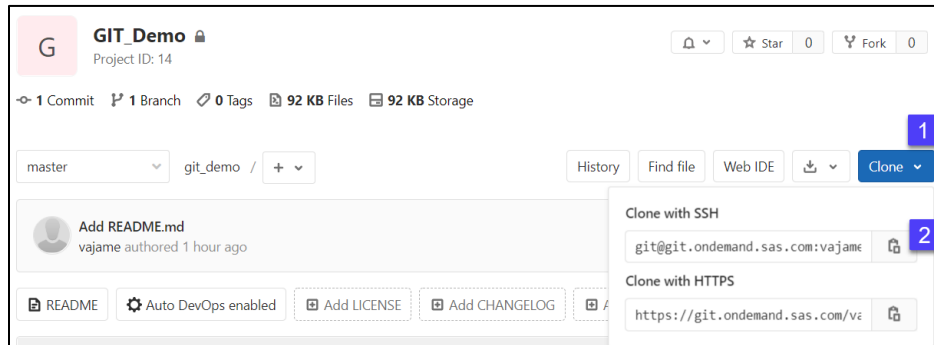 G
GIT_Demo
Project ID: 14
Star 0
Fork 0
1 Commit 1 Branch 0 Tags 92 KB Files 92 KB Storage
1
master git_demo / + History Find file Web IDE Clone
Add README.md
vajame authored 1 hour ago
Clone with SSH
git@git.ondemand.sas.com:vajame
2
Clone with HTTPS
https://git.ondemand.sas.com/va
README Auto DevOps enabled Add LICENSE Add CHANGELOG